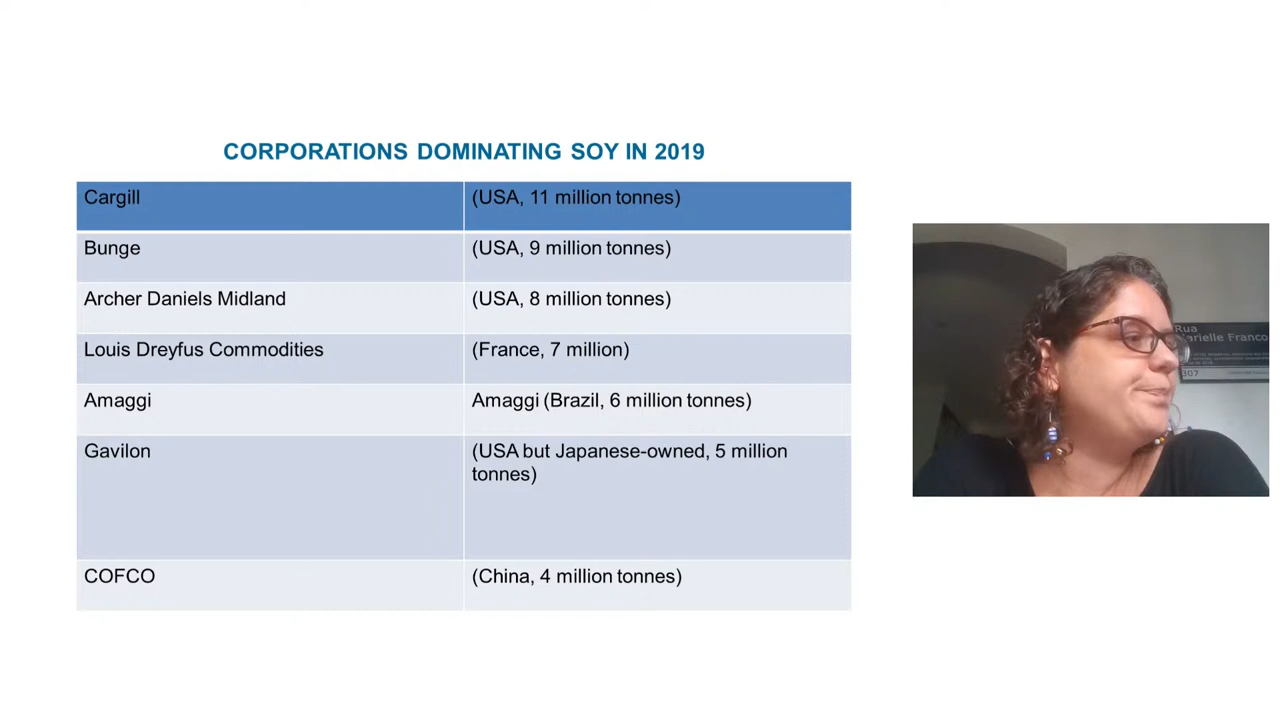 CORPORATIONS DOMINATING SOY IN 2019
Cargill
(USA, 11 million tonnes)
Bunge
(USA, 9 million tonnes)
Archer Daniels Midland
(USA, 8 million tonnes)
Louis Dreyfus Commodities
(France, 7 million)
Amaggi
Amaggi (Brazil, 6 million tonnes)
Gavilon
(USA but Japanese-owned, 5 million
tonnes)
COFCO
(China, 4 million tonnes)
Rua
Marielle Franco